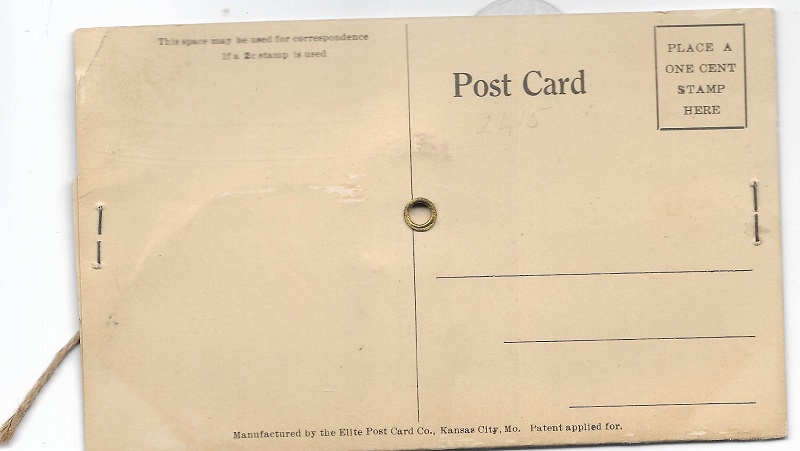 This space may be used for correspondence
If a 2c stamp is used
Post Card
PLACE A
ONE CENT
STAMP
HERE
Manufactured by the Elite Post Card Co., Kansas City, Mo. Patent applied for.